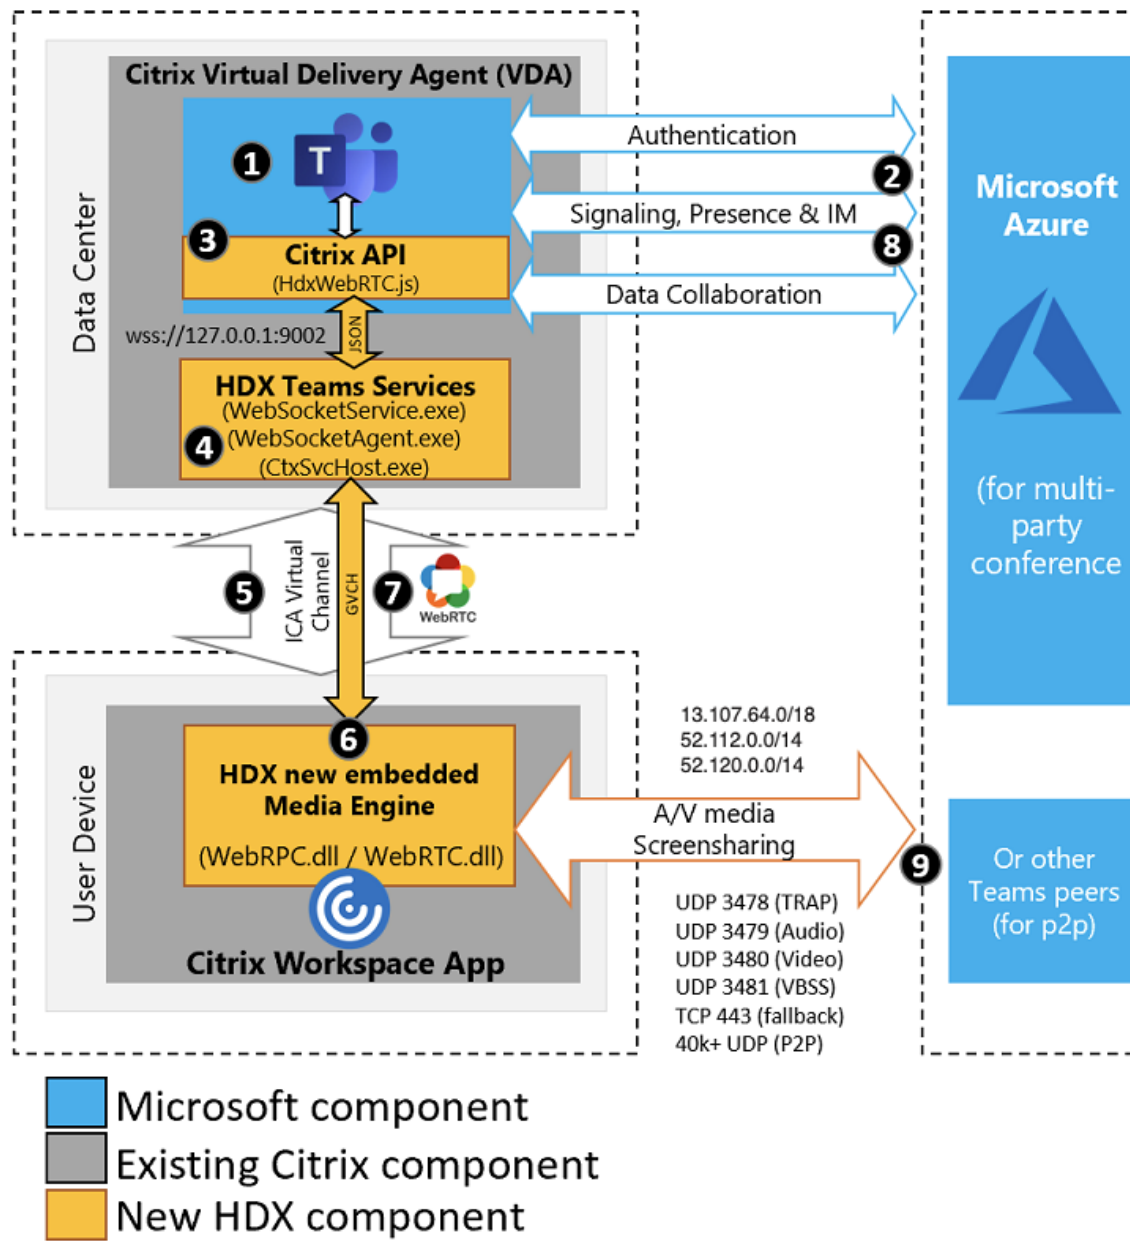 Citrix Virtual Delivery Agent (VDA)
1
T
3
Citrix API
(HdxWebRTC.js)
wss://127.0.0.1:9002
JSON
HDX Teams Services
(WebSocketService.exe)
4
(WebSocketAgent.exe)
(CtxSvcHost.exe)
Data Center
Authentication
2
Signaling, Presence & IM
8
Data Collaboration
Microsoft
Azure
(for multi-
party
conference
5
ICA Virtual
Channel
GVCH
7
WebRTC
6
HDX new embedded
Media Engine
(WebRPC.dll / WebRTC.dll)
Citrix Workspace App
User Device
13.107.64.0/18
52.112.0.0/14
52.120.0.0/14
A/V media
Screensharing
9
UDP 3478 (TRAP)
UDP 3479 (Audio)
UDP 3480 (Video)
UDP 3481 (VBSS)
TCP 443 (fallback)
40k+ UDP (P2P)
Or other
Teams peers
(for p2p)
Microsoft component
Existing Citrix component
New HDX component